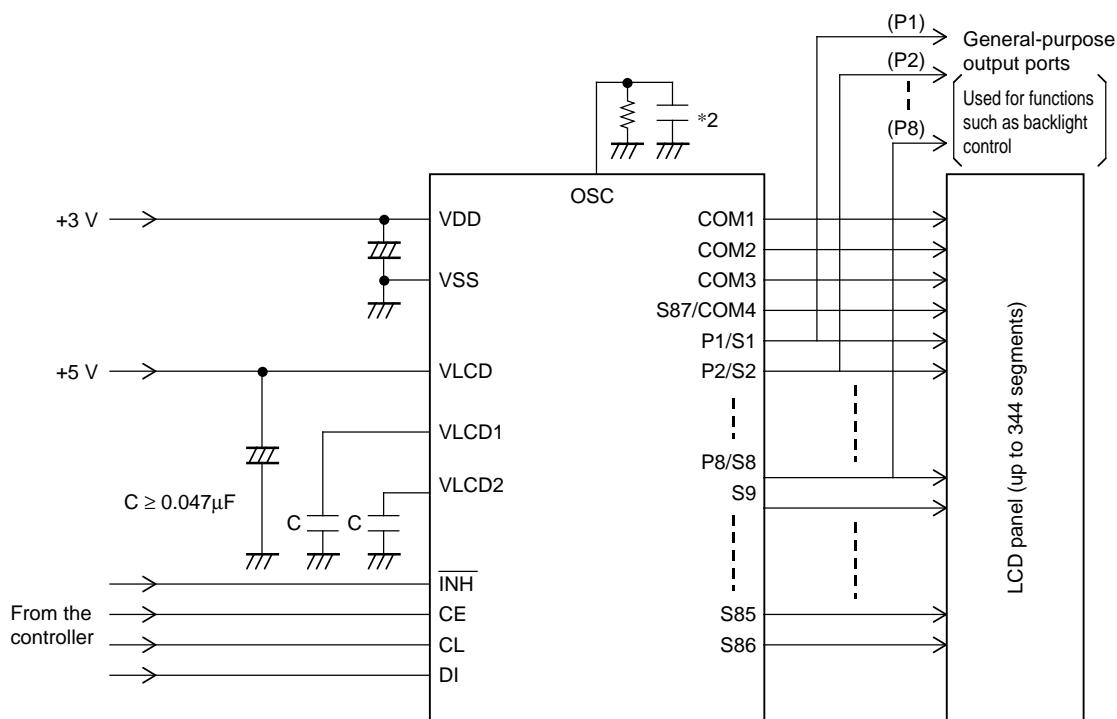 (P1)
General-purpose
output ports
(P2)
Used for functions
such as backlight
control
(P8)
*2
OSC
+3 V
VDD
COM1
COM2
VSS
COM3
S87/COM4
P1/S1
+5 V
VLCD
P2/S2
VLCD1
P8/S8
VLCD2
S9
C ≥ 0.047μF
C
C
LCD panel (up to 344 segments)
INH
From the
controller
CE
S85
CL
S86
DI